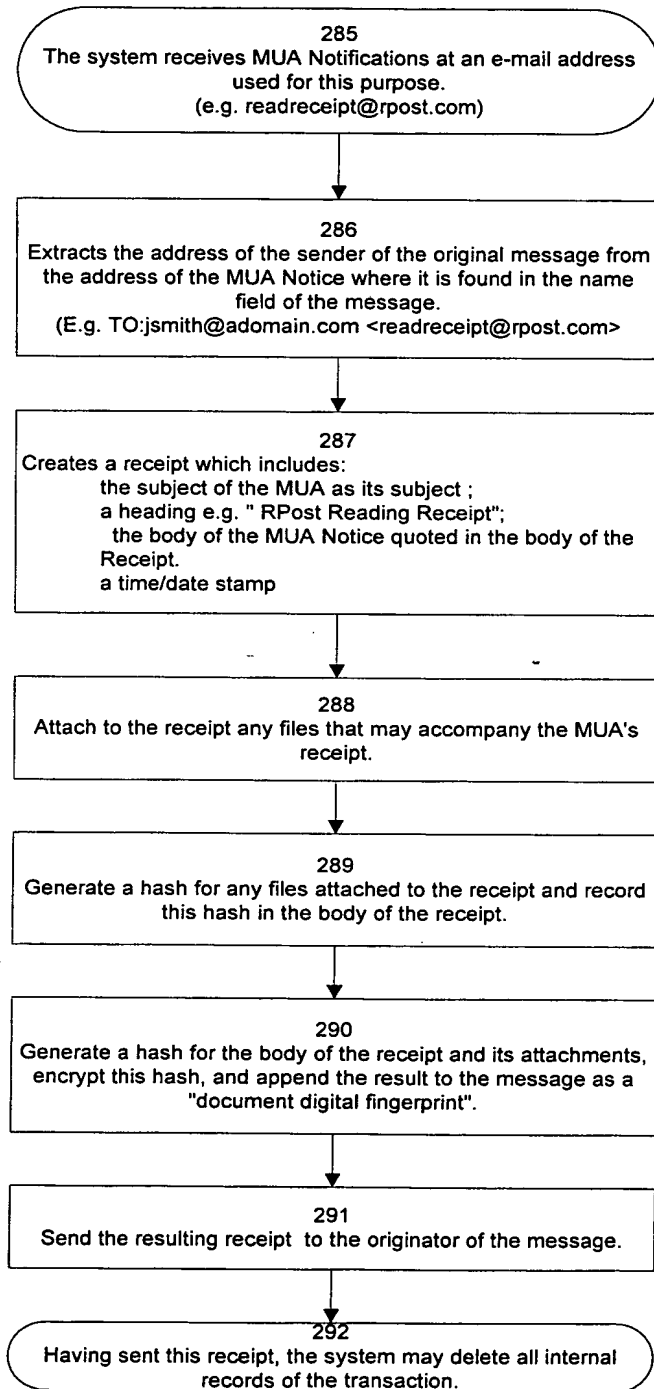 285
The system receives MUA Notifications at an e-mail address
used for this purpose.
(e.g. readreceipt@rpost.com)
286
Extracts the address of the sender of the original message from
the address of the MUA Notice where it is found in the name
field of the message.
(E.g. TO:jsmith@adomain.com <readreceipt@rpost.com>
287
Creates a receipt which includes:
the subject of the MUA as its subject ;
a heading e.g. " RPost Reading Receipt";
the body of the MUA Notice quoted in the body of the
Receipt.
a time/date stamp
288
Attach to the receipt any files that may accompany the MUA's
receipt.
289
Generate a hash for any files attached to the receipt and record
this hash in the body of the receipt.
290
Generate a hash for the body of the receipt and its attachments,
encrypt this hash, and append the result to the message as a
"document digital fingerprint".
291
Send the resulting receipt to the originator of the message.
292
Having sent this receipt, the system may delete all internal
records of the transaction.